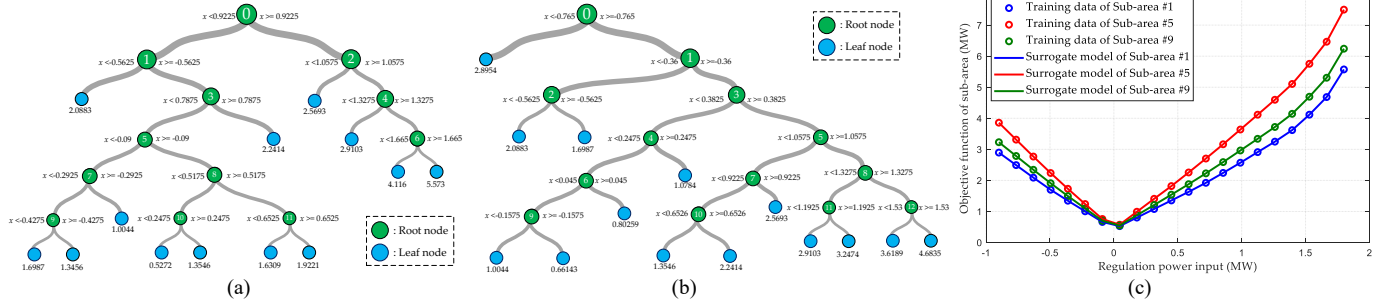 x <0.9225 0 x >= 0.9225
x <-0.5625 1 x >= -0.5625
x <1.0575 2 x >= 1.0575
2.0883
x <0.7875 3 x >= 0.7875
2.5693
x <1.3275 4 x >= 1.3275
x <-0.09 5 x >= -0.09
2.2414
2.9103
x <1.665 6 x >= 1.665
x <-0.2925 7 x >= -0.2925
x <0.5175 8 x >= 0.5175
4.116 5.573
x <-0.4275 9 x >= -0.4275
1.0044
x <0.2475 10 x >= 0.2475
x <0.6525 11 x >= 0.6525
1.6987 1.3456
0.5272 1.3546
1.6309 1.9221
: Root node
: Leaf node
(a)
x <-0.765 0 x >=-0.765
: Root node
: Leaf node
2.8954
x <-0.36 1 x >=-0.36
x < -0.5625 2 x >= -0.5625
x <0.3825 3 x >= 0.3825
2.0883 1.6987
x <0.2475 4 x >=0.2475
x <1.0575 5 x >=1.0575
x <0.045 6 x >=0.045
1.0784
x <0.9225 7 x >=0.9225
x <1.3275 8 x >= 1.3275
x <-0.1575 9 x >= -0.1575
0.80259
x <0.6526 10 x >=0.6526
2.5693
x <1.1925 11 x >=1.1925
x <1.53 12 x >= 1.53
1.0044 0.66143
1.3546 2.2414
2.9103 3.2474
3.6189 4.6835
(b)
Training data of Sub-area #1
Training data of Sub-area #5
Training data of Sub-area #9
Surrogate model of Sub-area #1
Surrogate model of Sub-area #5
Surrogate model of Sub-area #9
Objective function of sub-area (MW)
7
6
5
4
3
2
1
0
-1 -0.5 0 0.5 1 1.5 2
Regulation power input (MW)
(c)